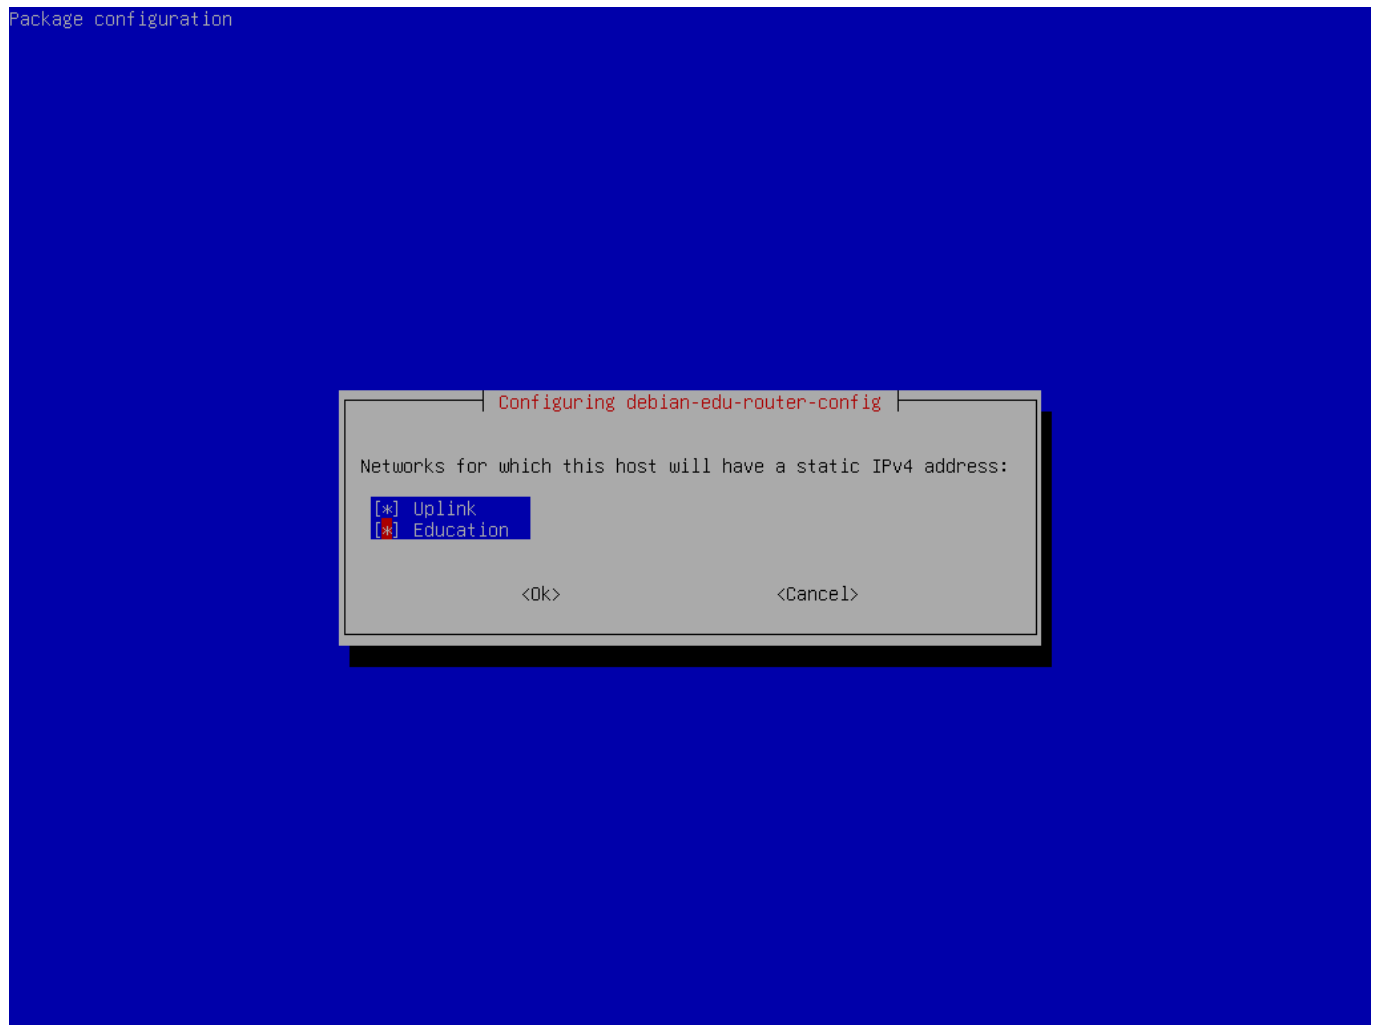 Package configuration
Configuring debian-edu-router-config
Networks for which this host will have a static IPv4 address:
[*] Uplink
[*] Education
<Ok> <Cancel>